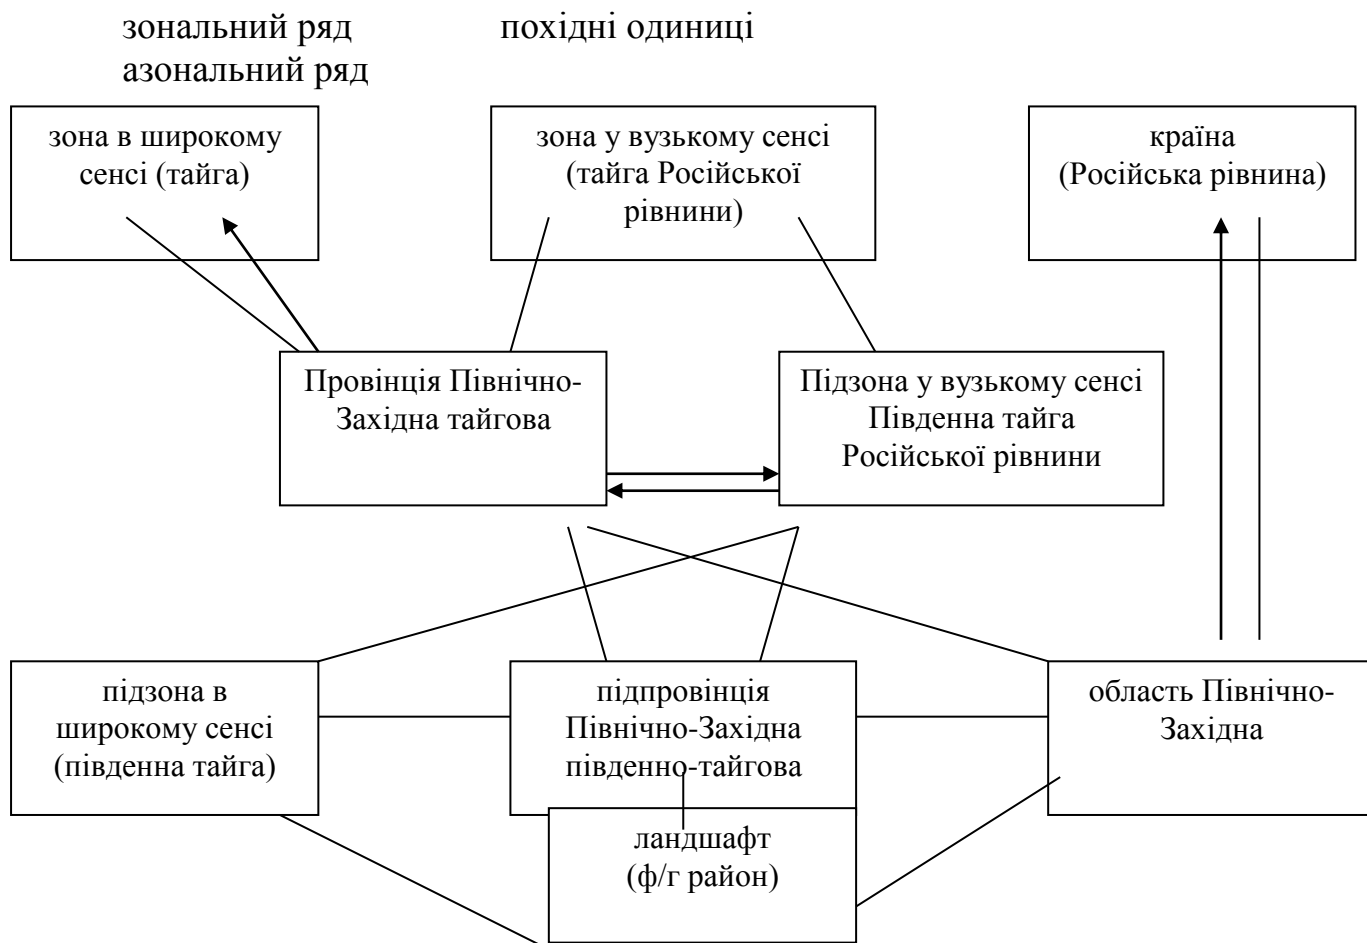 зональний ряд похідні одиниці
азональний ряд
зона в широкому
сенсі (тайга)
зона у вузькому сенсі
(тайга Російської
рівнини)
країна
(Російська рівнина)
Провінція Північно-
Західна тайгова
Підзона у вузькому сенсі
Південна тайга
Російської рівнини
підзона в
широкому сенсі
(південна тайга)
підпровінція
Північно-Західна
південно-тайгова
область Північно-
Західна
ландшафт
(ф/г район)